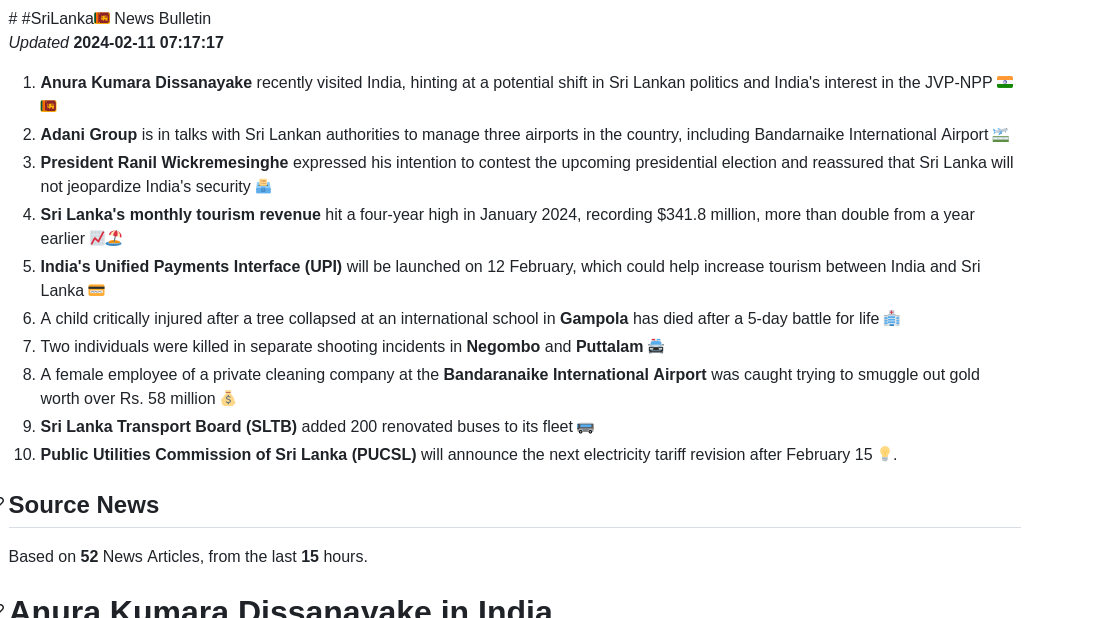 # #SriLanka🇱🇰 News Bulletin
Updated 2024-02-11 07:17:17
1. Anura Kumara Dissanayake recently visited India, hinting at a potential shift in Sri Lankan politics and India's interest in the JVP-NPP 🇮🇳
🇱🇰
2. Adani Group is in talks with Sri Lankan authorities to manage three airports in the country, including Bandarnaike International Airport 🛬
3. President Ranil Wickremesinghe expressed his intention to contest the upcoming presidential election and reassured that Sri Lanka will
not jeopardize India's security 🗳️
4. Sri Lanka's monthly tourism revenue hit a four-year high in January 2024, recording $341.8 million, more than double from a year
earlier 📈🏖️
5. India's Unified Payments Interface (UPI) will be launched on 12 February, which could help increase tourism between India and Sri
Lanka 💳
6. A child critically injured after a tree collapsed at an international school in Gampola has died after a 5-day battle for life 🏥
7. Two individuals were killed in separate shooting incidents in Negombo and Puttalam 🚔
8. A female employee of a private cleaning company at the Bandaranaike International Airport was caught trying to smuggle out gold
worth over Rs. 58 million 💰
9. Sri Lanka Transport Board (SLTB) added 200 renovated buses to its fleet 🚌
10. Public Utilities Commission of Sri Lanka (PUCSL) will announce the next electricity tariff revision after February 15 💡.
Source News
Based on 52 News Articles, from the last 15 hours.
Anura Kumara Dissanayake in India